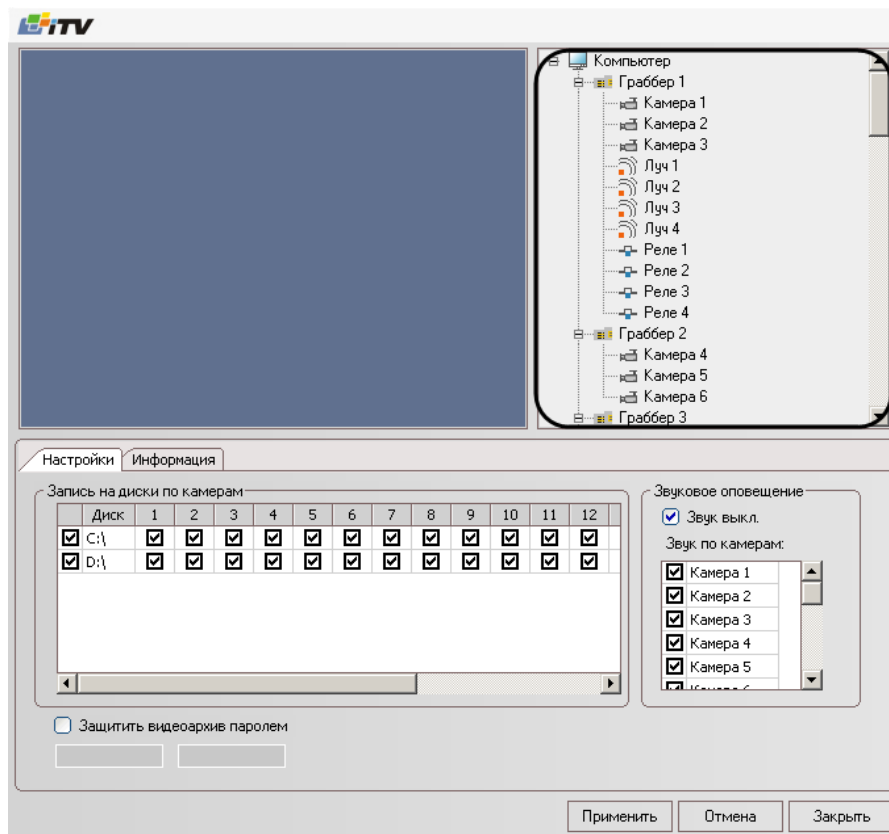 iTV
Компьютер
Граббер 1
Камера 1
Камера 2
Камера 3
Луч 1
Луч 2
Луч 3
Луч 4
Реле 1
Реле 2
Реле 3
Реле 4
Граббер 2
Камера 4
Камера 5
Камера 6
Граббер 3
Настройки Информация
Запись на диски по камерам
Диск 1 2 3 4 5 6 7 8 9 10 11 12
C:\
D:\
Защитить видеоархив паролем
Звуковое оповещение
Звук выкл.
Звук по камерам:
Камера 1
Камера 2
Камера 3
Камера 4
Камера 5
Применить Отмена Закрыть